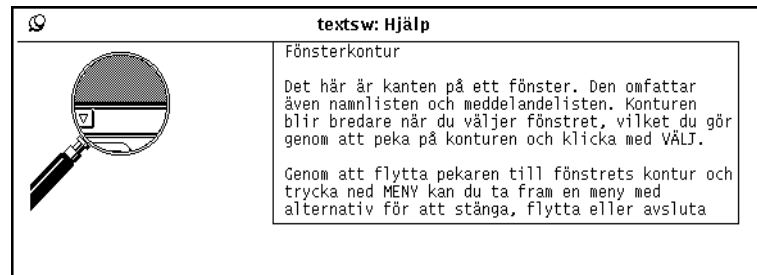 textsw: Hjälp
Fönsterkontur
Det här är kanten på ett fönster. Den omfattar
även namnlisten och meddelandelisten. Konturen
blir bredare när du väljer fönstret, vilket du gör
genom att peka på konturen och klicka med VÄLJ.
Genom att flytta pekaren till fönstrets kontur och
trycka ned MENY kan du ta fram en meny med
alternativ för att stänga, flytta eller avsluta